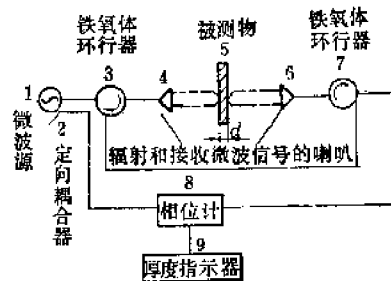 铁氧体
环行器
3
被测物
5
铁氧体
环行器
7
1
微波源
2
定向耦合器
4
6
d
辐射和接收微波信号的喇叭
8
相位计
9
厚度指示器